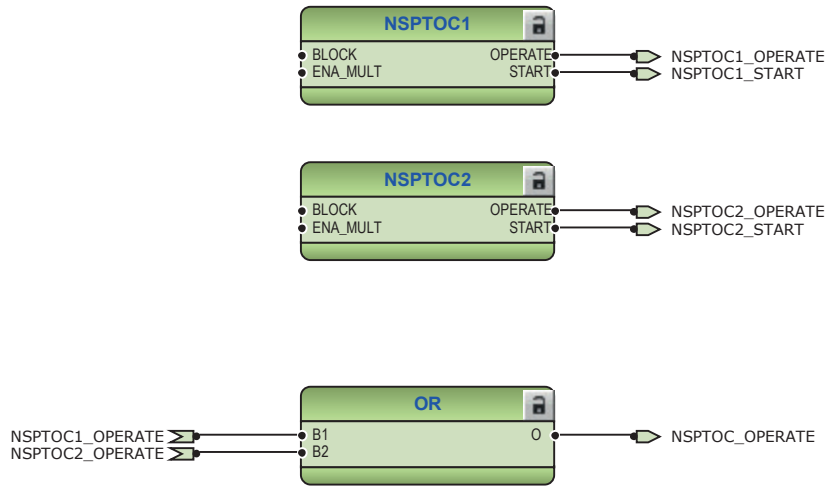 NSPTOC1
BLOCK OPERATE NSPTOC1_OPERATE
ENA_MULT START NSPTOC1_START
NSPTOC2
BLOCK OPERATE NSPTOC2_OPERATE
ENA_MULT START NSPTOC2_START
OR
NSPTOC1_OPERATE B1 O NSPTOC_OPERATE
NSPTOC2_OPERATE B2